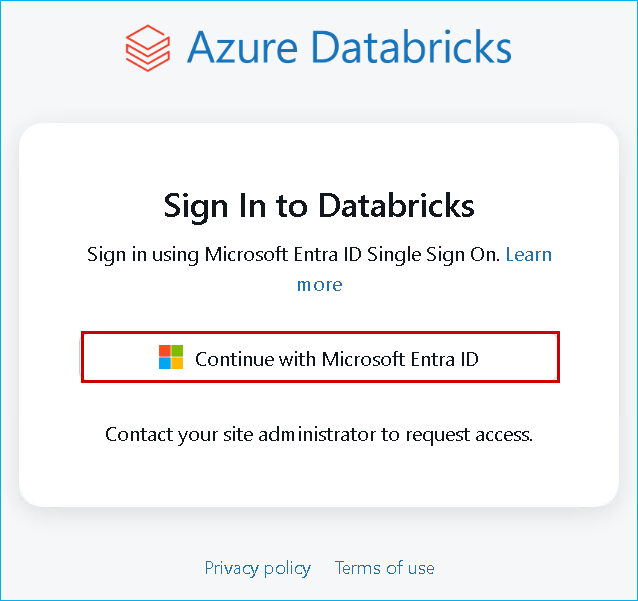 Azure Databricks
Sign In to Databricks
Sign in using Microsoft Entra ID Single Sign On. Learn
more
Continue with Microsoft Entra ID
Contact your site administrator to request access.
Privacy policy Terms of use